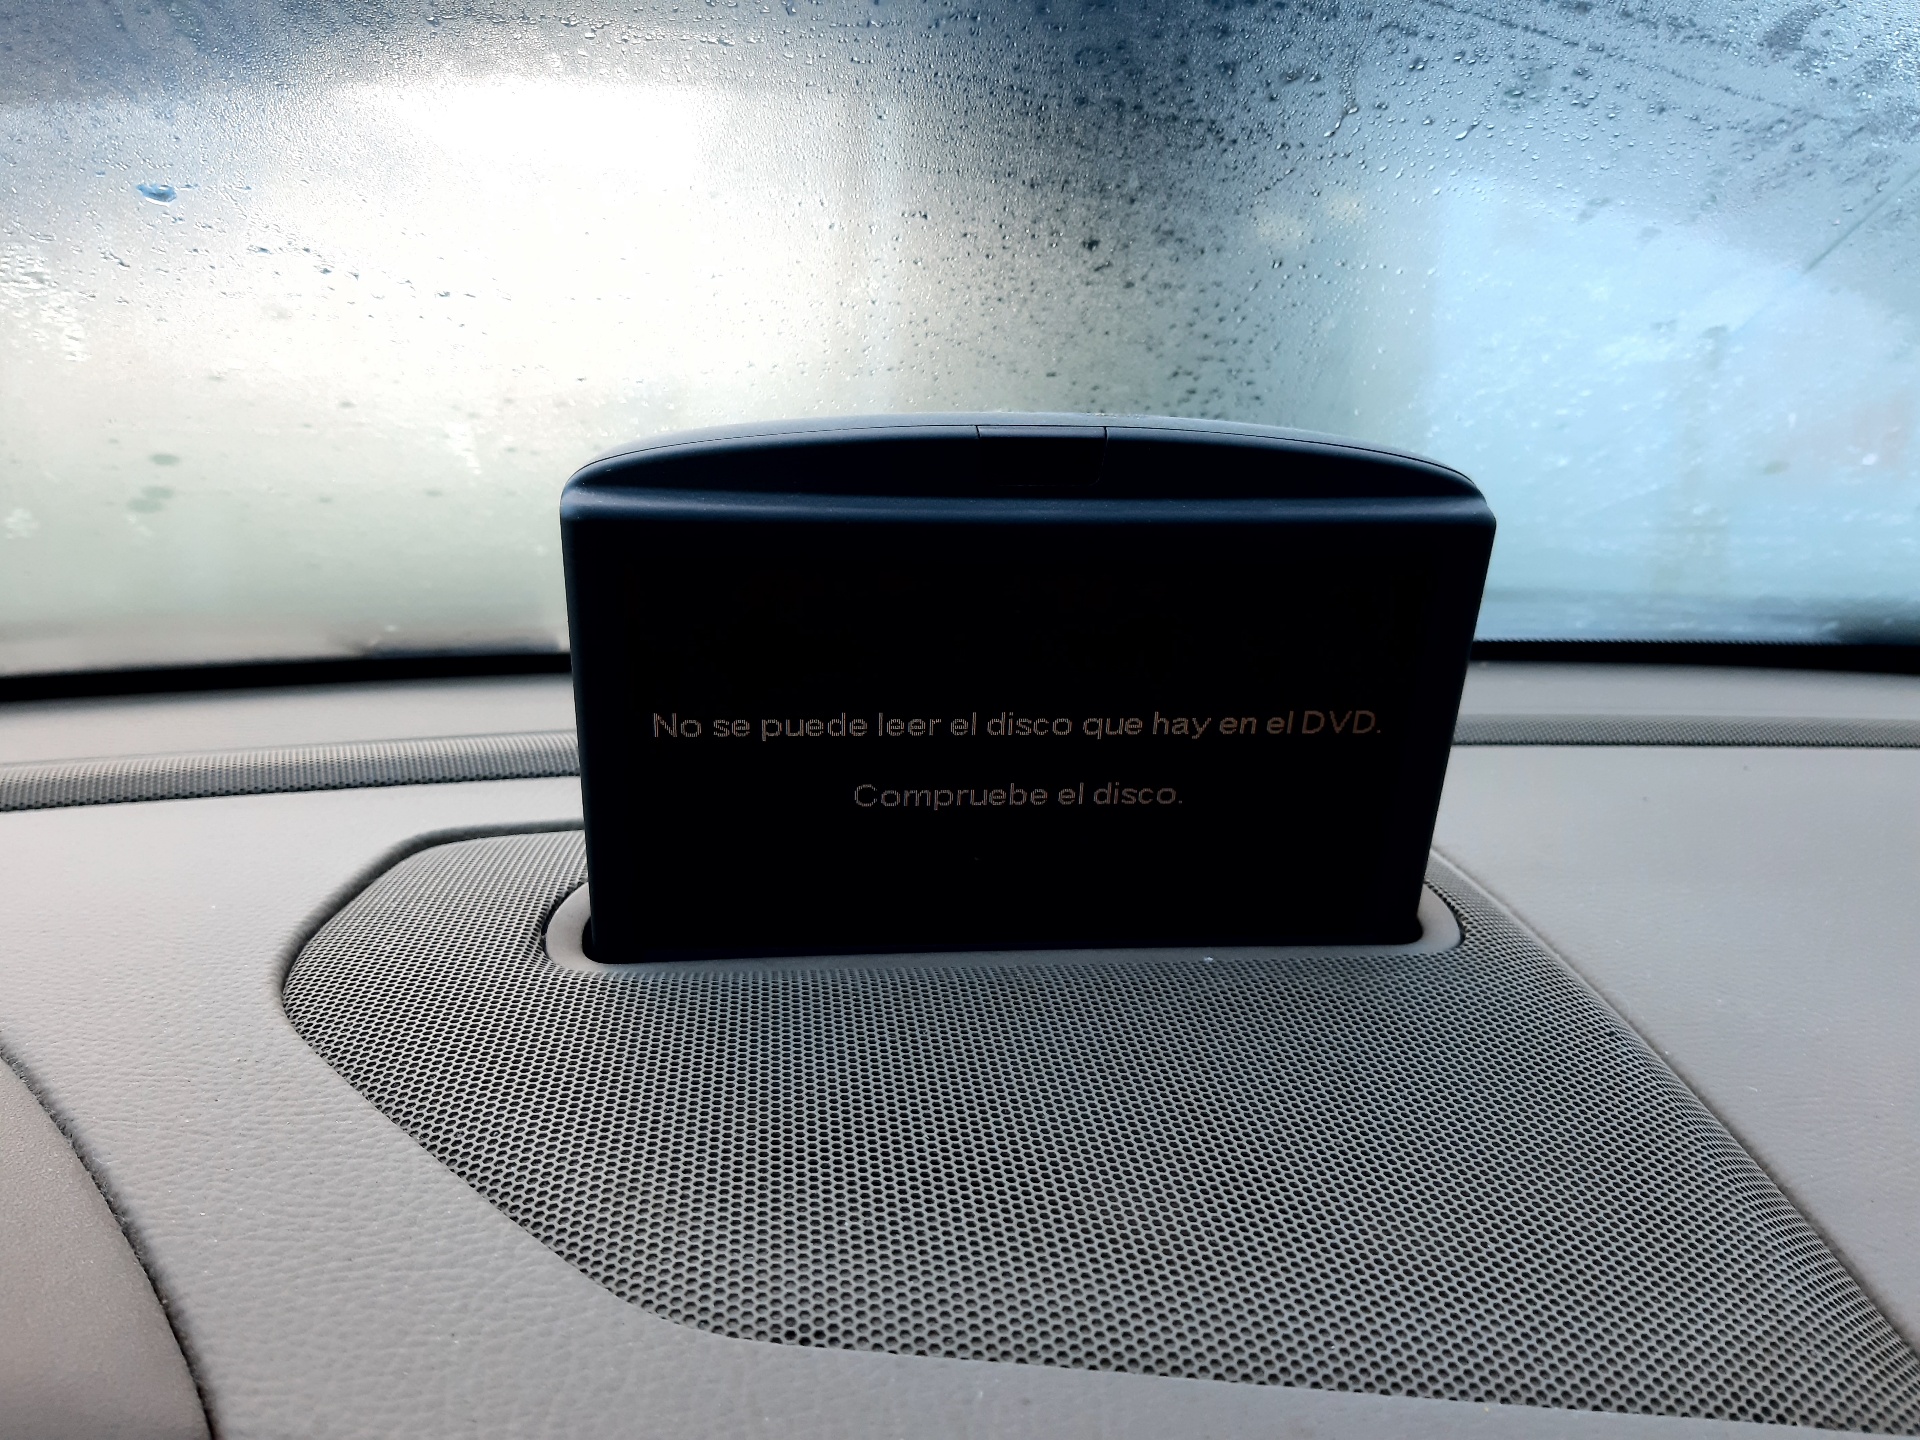 No se puede leer el disco que hay en el DVD.
Compruebe el disco.